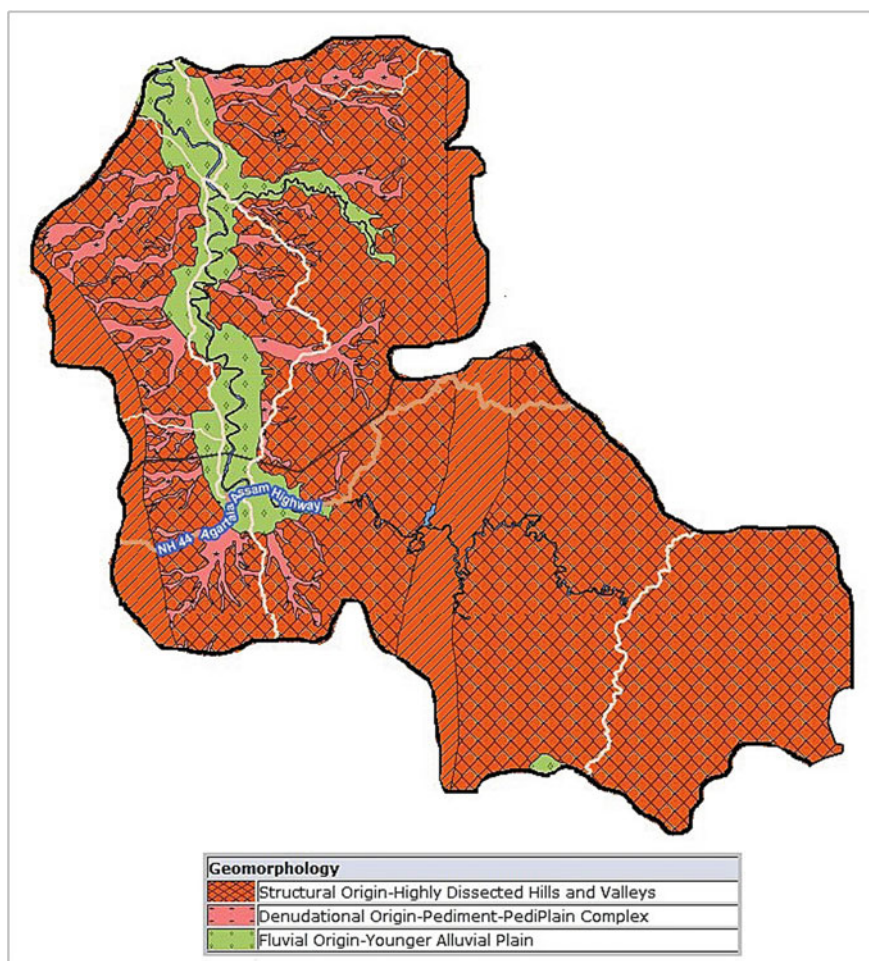 NH 44 Agartala Assam Highway
Geomorphology
Structural Origin-Highly Dissected Hills and Valleys
Denudational Origin-Pediment-PediPlain Complex
Fluvial Origin-Younger Alluvial Plain